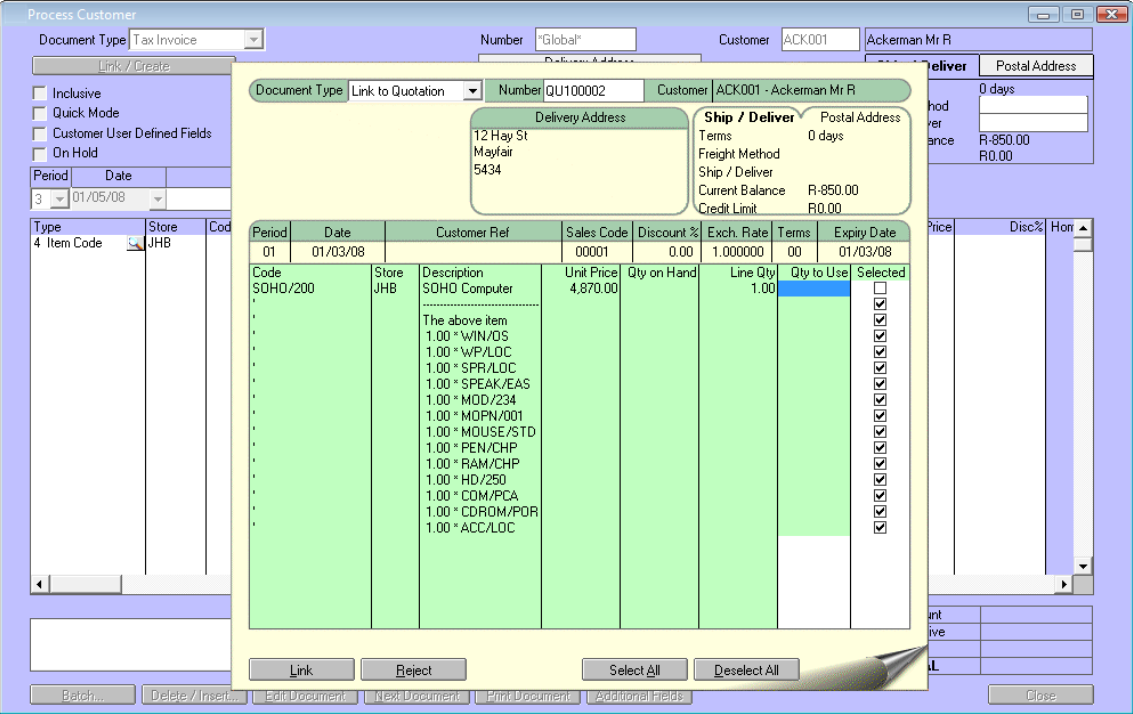 Process Customer
Document Type Tax Invoice Number *Global* Customer ACK001 Ackerman Mr R
Link / Create Delivery Address Ship / Deliver Postal Address
Inclusive
Quick Mode
Customer User Defined Fields
On Hold
0 days
R-850.00
R0.00
Period Date
3 01/05/08
Type Store Cod Price Disc% Hom
4 Item Code JHB
Document Type Link to Quotation Number QU100002 Customer ACK001 - Ackerman Mr R
Delivery Address
12 Hay St
Mayfair
5434
Ship / Deliver Postal Address
Terms 0 days
Freight Method
Ship / Deliver
Current Balance R-850.00
Credit Limit R0.00
Period Date Customer Ref Sales Code Discount % Exch. Rate Terms Expiry Date
01 01/03/08 00001 0.00 1.000000 00 01/03/08
Code Store Description Unit Price Qty on Hand Line Qty Qty to Use Selected
SOHO/200 JHB SOHO Computer 4,870.00 1.00
' ------------------------------
' The above item
' 1.00 * WIN/OS
' 1.00 * WP/LOC
' 1.00 * SPR/LOC
' 1.00 * SPEAK/EAS
' 1.00 * MOD/234
' 1.00 * MOPN/001
' 1.00 * MOUSE/STD
' 1.00 * PEN/CHP
' 1.00 * RAM/CHP
' 1.00 * HD/250
' 1.00 * COM/PCA
' 1.00 * CDROM/POR
' 1.00 * ACC/LOC
Link Reject Select All Deselect All
Batch... Delete / Insert... Edit Document Next Document Print Document Additional Fields Close